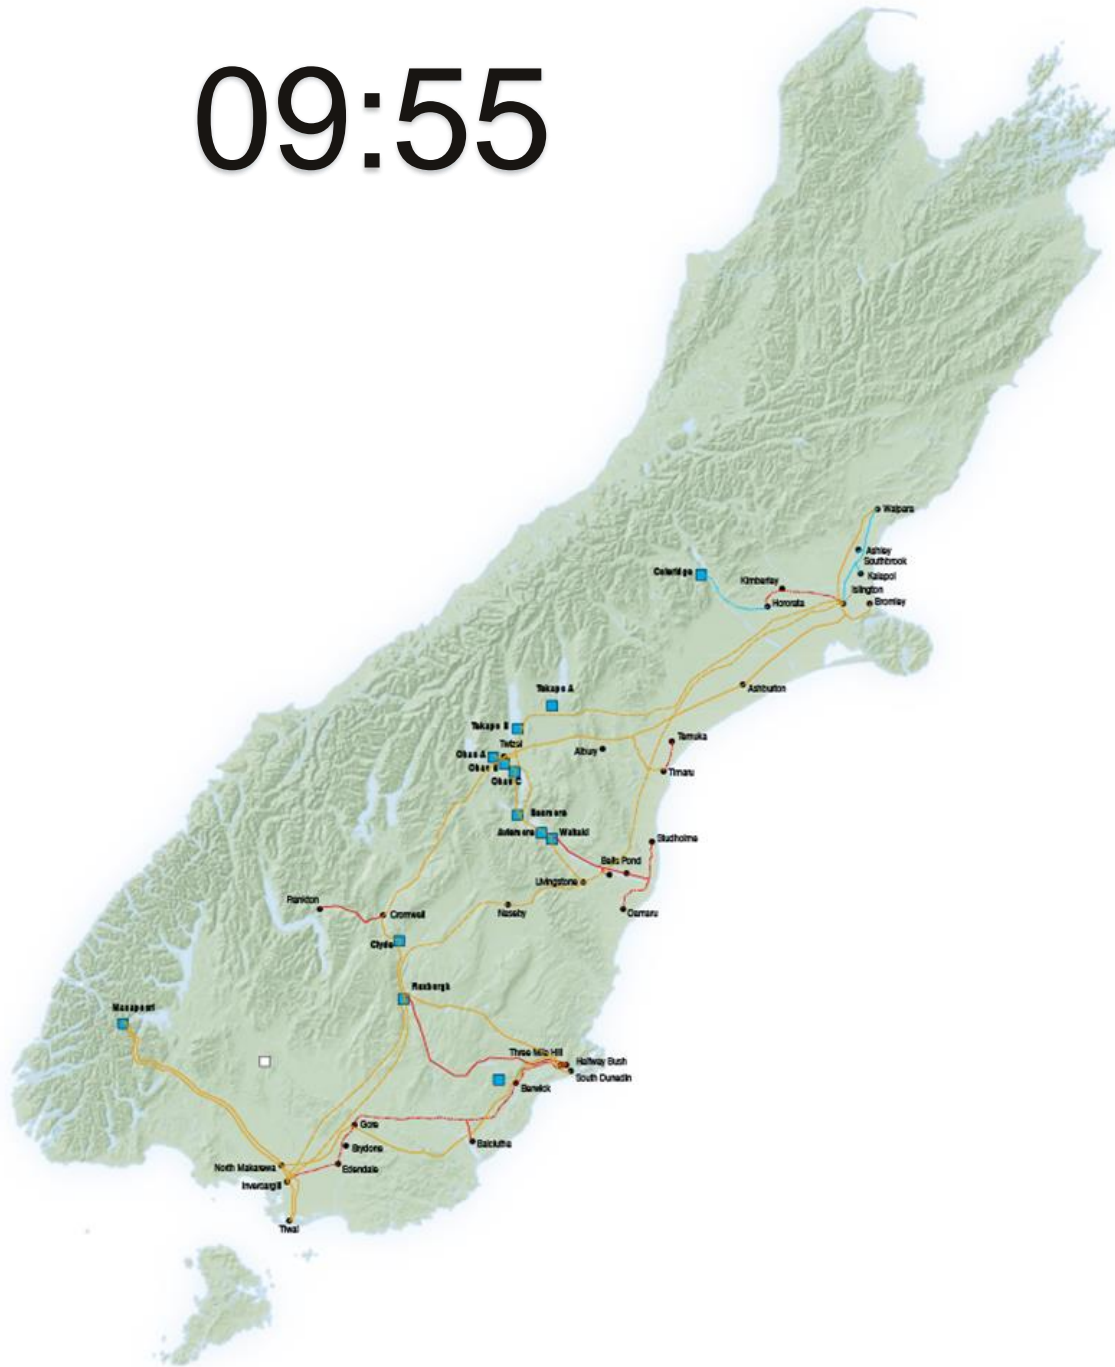 09:55
Waipara
Ashley
Southbrook
Kaiapoi
Coleridge
Kimberley
Islington
Hororata
Bromley
Tekapo A
Ashburton
Tekapo B
Twizel
Temuka
Ohau A
Albury
Ohau B
Timaru
Ohau C
Benmore
Aviemore
Waitaki
Studholme
Bells Pond
Livingstone
Frankton
Cromwell
Naseby
Oamaru
Clyde
Roxburgh
Manapouri
Three Mile Hill
Halfway Bush
South Dunedin
Berwick
Gore
Brydone
Balclutha
North Makarewa
Edendale
Invercargill
Tiwai